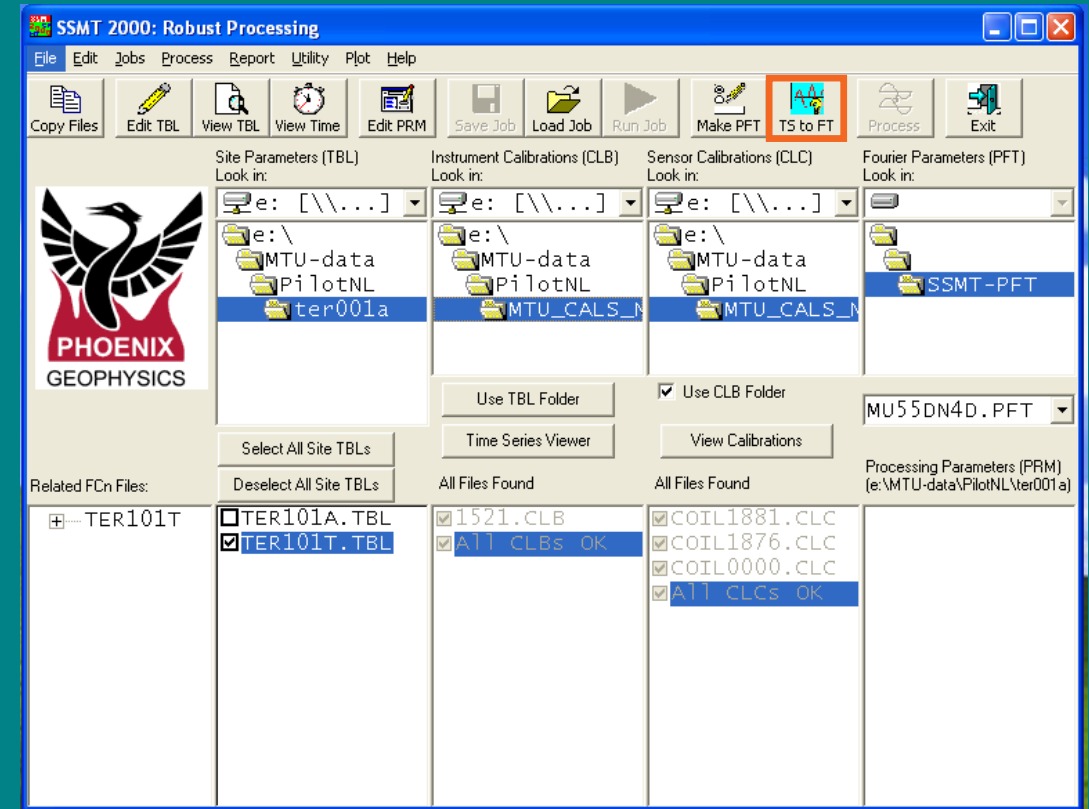 SSMT 2000: Robust Processing
File Edit Jobs Process Report Utility Plot Help
Copy Files Edit TBL View TBL View Time Edit PRM Save Job Load Job Run Job Make PFT TS to FT Process Exit
Site Parameters (TBL) Instrument Calibrations (CLB) Sensor Calibrations (CLC) Fourier Parameters (PFT)
Look in: Look in: Look in: Look in:
e: [\\...] e: [\\...] e: [\\...]
e:\ e:\ e:\
MTU-data MTU-data MTU-data
PilotNL PilotNL PilotNL SSMT-PFT
ter001a MTU_CALS_N MTU_CALS_N
PHOENIX
GEOPHYSICS
Use TBL Folder Use CLB Folder
MU55DN4D.PFT
Select All Site TBLs Time Series Viewer View Calibrations
Processing Parameters (PRM)
Related FCn Files: Deselect All Site TBLs All Files Found All Files Found (e:\MTU-data\PilotNL\ter001a)
TER101T TER101A.TBL 1521.CLB COIL1881.CLC
TER101T.TBL All CLBs OK COIL1876.CLC
COIL0000.CLC
All CLCs OK